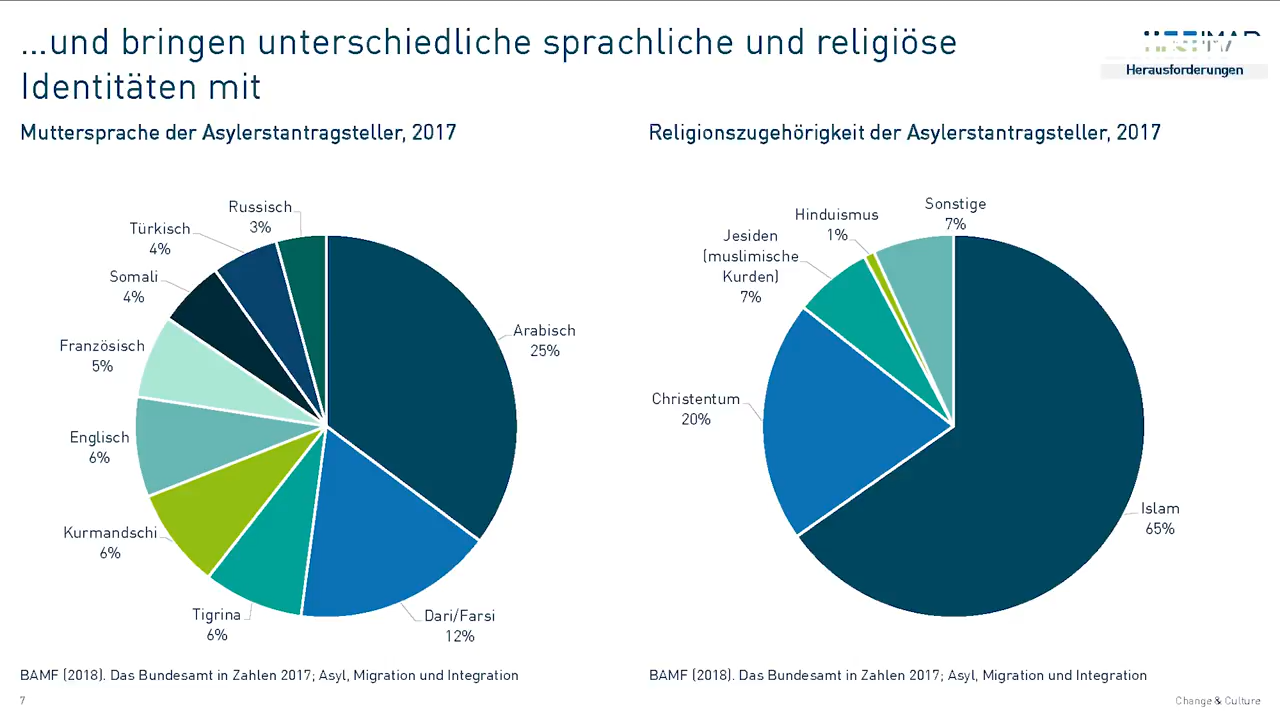 ...und bringen unterschiedliche sprachliche und religiöse
Identitäten mit
Herausforderungen
Muttersprache der Asylerstantragsteller, 2017
Russisch
3%
Türkisch
4%
Somali
4%
Französisch
5%
Englisch
6%
Kurmandschi
6%
Tigrina
6%
Dari/Farsi
12%
Arabisch
25%
BAMF (2018). Das Bundesamt in Zahlen 2017; Asyl, Migration und Integration
Religionszugehörigkeit der Asylerstantragsteller, 2017
Sonstige
7%
Hinduismus
1%
Jesiden
(muslimische
Kurden)
7%
Christentum
20%
Islam
65%
BAMF (2018). Das Bundesamt in Zahlen 2017; Asyl, Migration und Integration
7
Change & Culture